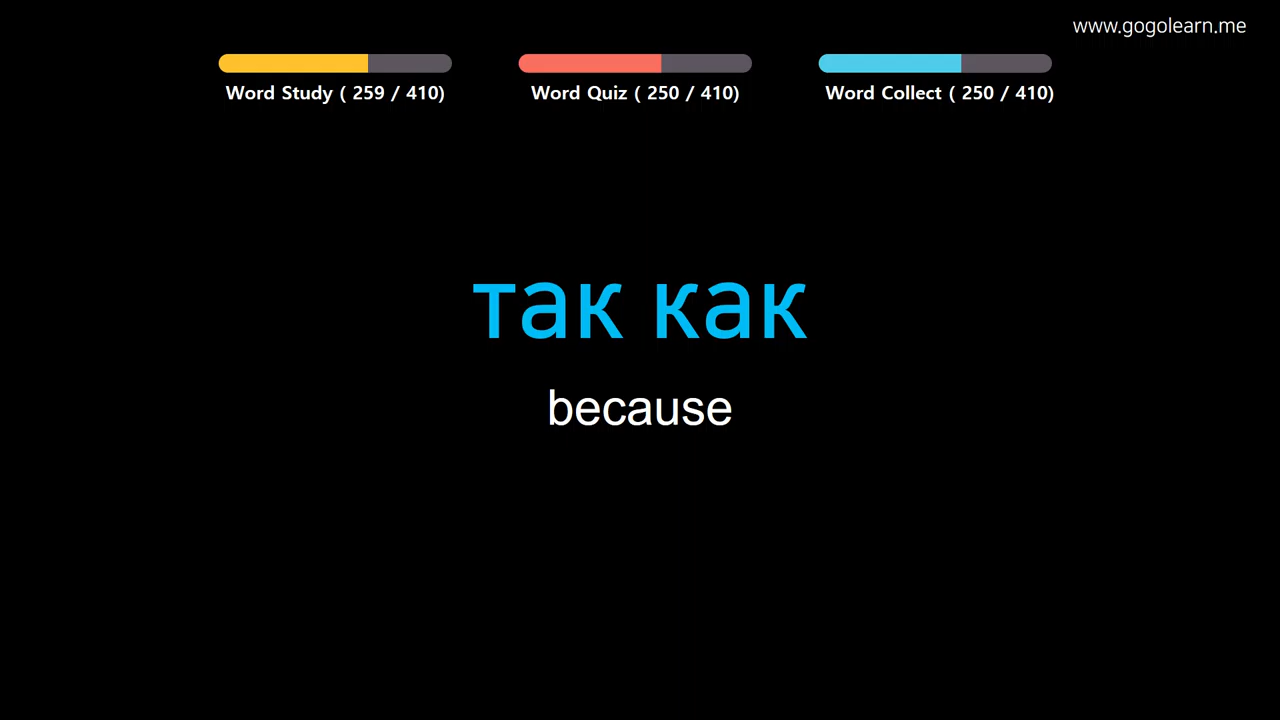 www.gogolearn.me
Word Study ( 259 / 410)
Word Quiz ( 250 / 410)
Word Collect ( 250 / 410)
так как
because